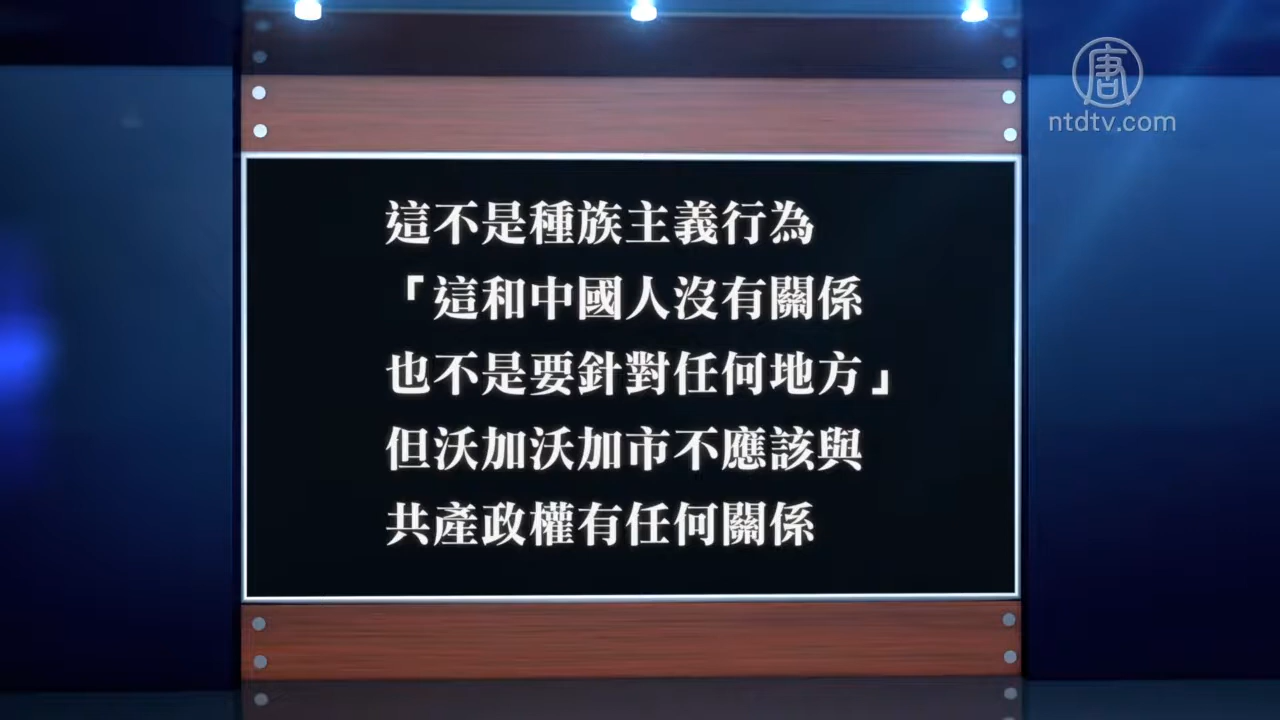 唐
ntdtv.com
這不是種族主義行為
「這和中國人沒有關係
也不是要針對任何地方」
但沃加沃加市不應該與
共產政權有任何關係